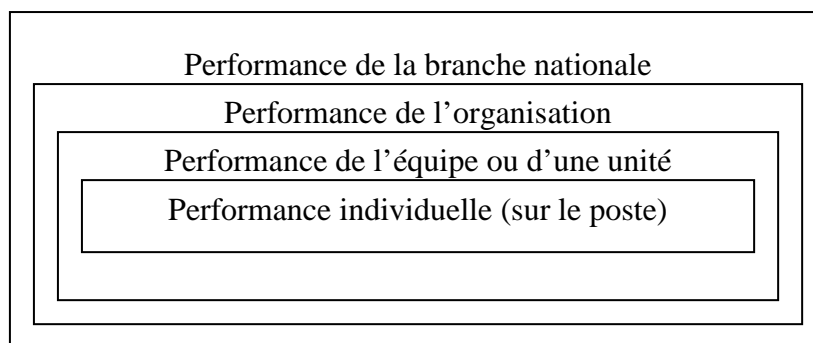 Performance de la branche nationale
Performance de l’organisation
Performance de l’équipe ou d’une unité
Performance individuelle (sur le poste)